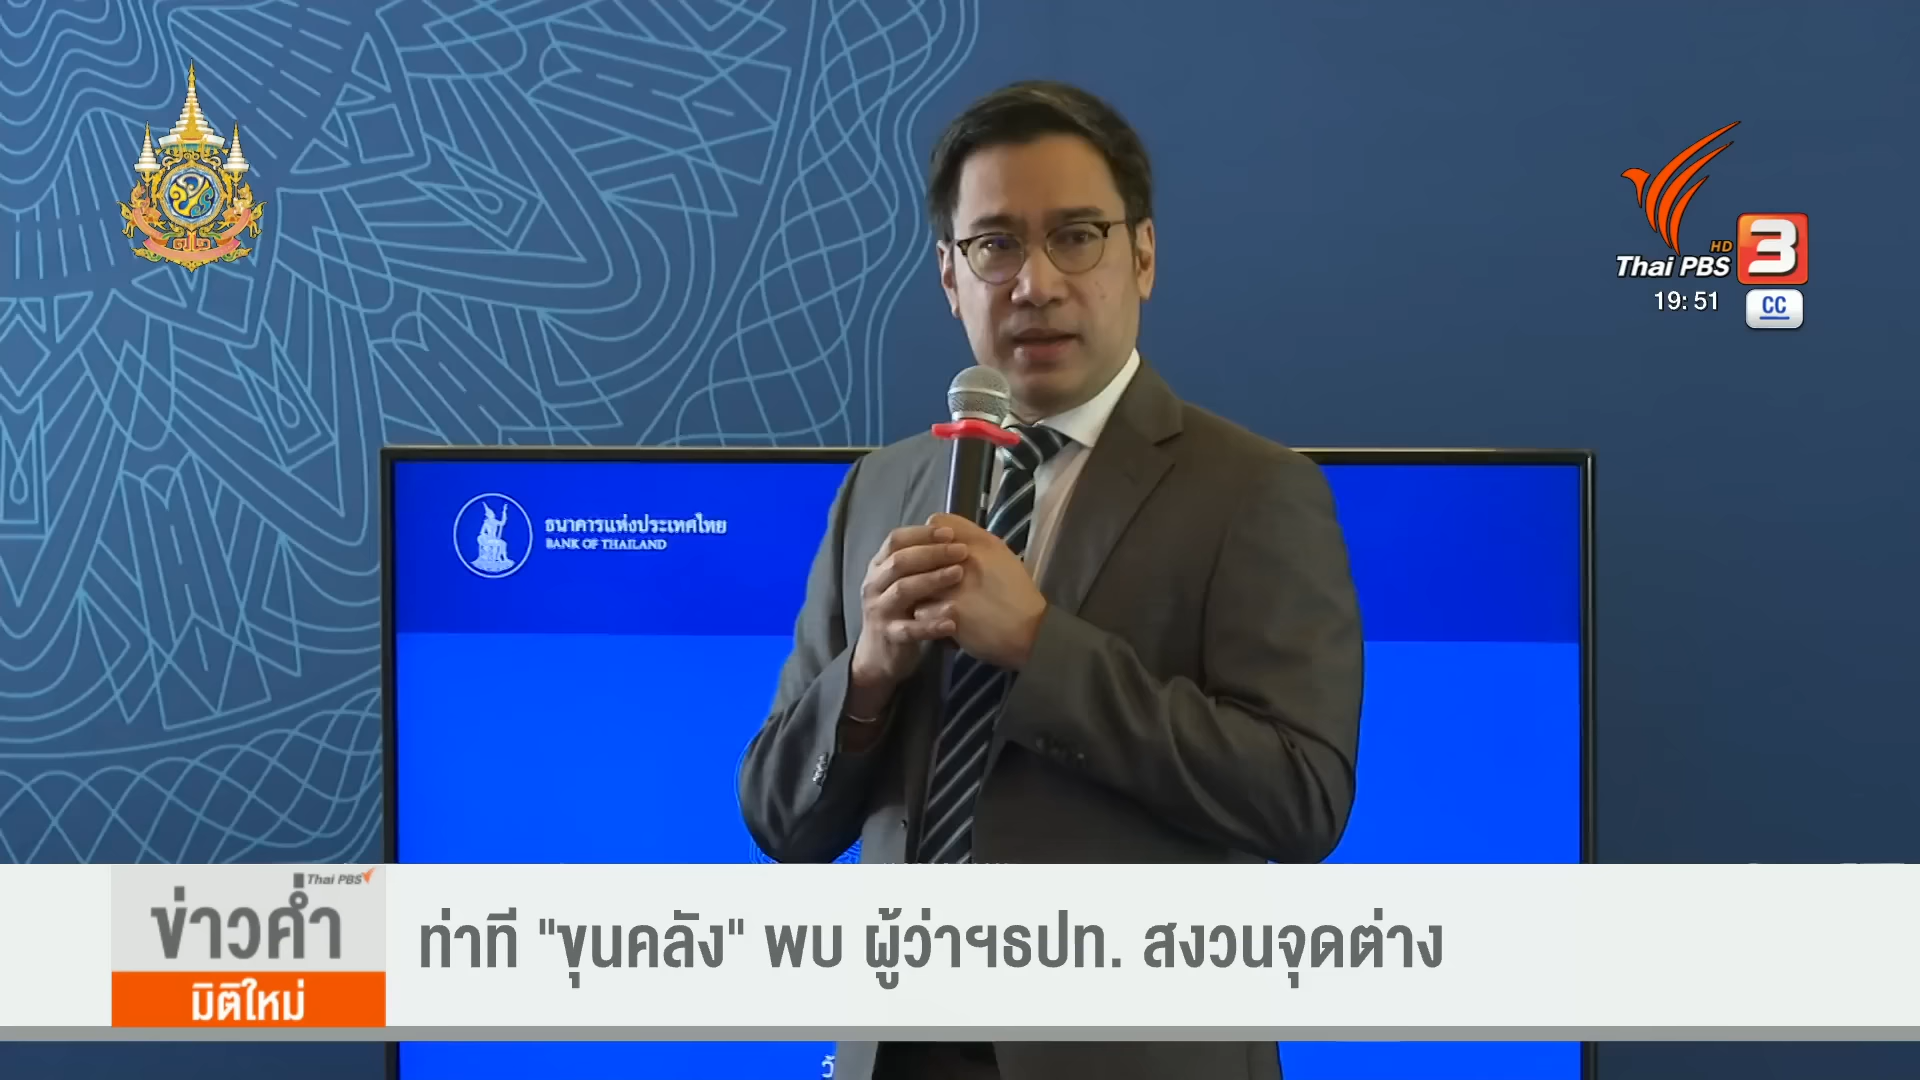 ๗๒
HD
Thai PBS
3
19:51
CC
ธนาคารแห่งประเทศไทย
BANK OF THAILAND
Thai PBS
ข่าวค่ำ
มิติใหม่
ท่าที "ขุนคลัง" พบ ผู้ว่าฯธปท. สงวนจุดต่าง